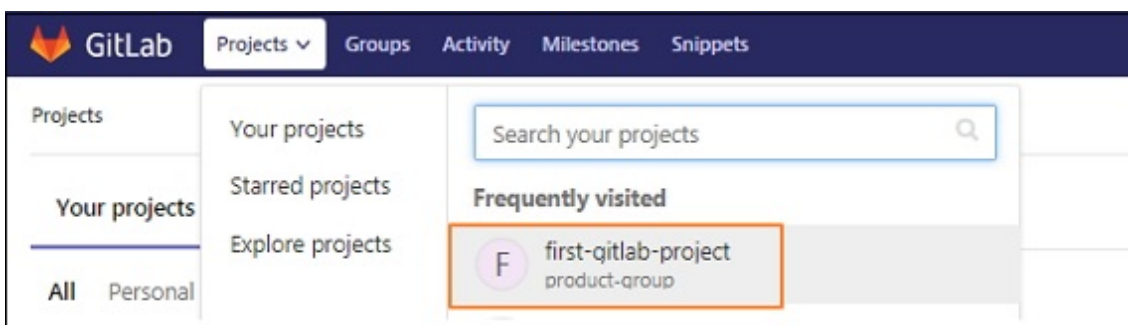 GitLab Projects Groups Activity Milestones Snippets
Projects
Your projects
All Personal
Your projects
Starred projects
Explore projects
Search your projects
Frequently visited
F
first-gitlab-project
product-group